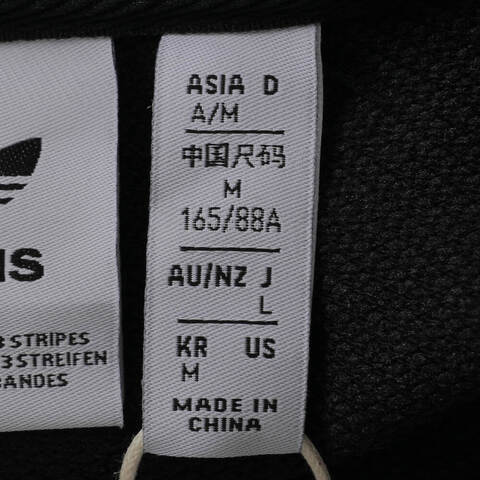 IS
3 STRIPES
3 STREIFEN
BANDES
ASIA D
A/M
中国尺码
M
165/88A
AU/NZ J
L
KR US
M
MADE IN
CHINA